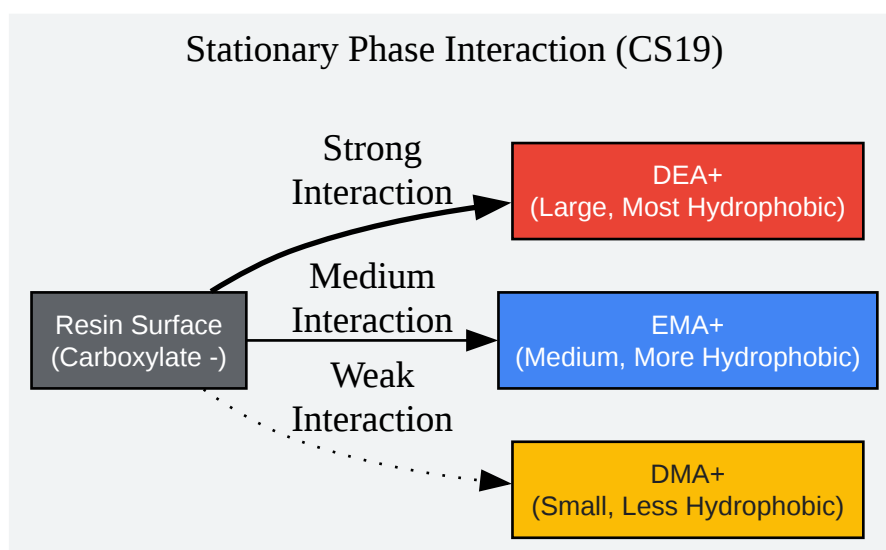 Stationary Phase Interaction (CS19)
Strong
Interaction
DEA+
(Large, Most Hydrophobic)
Medium
Interaction
Resin Surface
(Carboxylate -)
EMA+
(Medium, More Hydrophobic)
Weak
Interaction
DMA+
(Small, Less Hydrophobic)